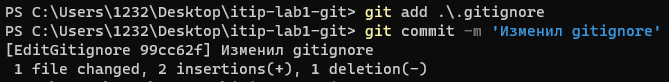 PS C:\Users\1232\Desktop\itip-lab1-git> git add .\.gitignore
PS C:\Users\1232\Desktop\itip-lab1-git> git commit -m 'Изменил gitignore'
[EditGitignore 99cc62f] Изменил gitignore
 1 file changed, 2 insertions(+), 1 deletion(-)